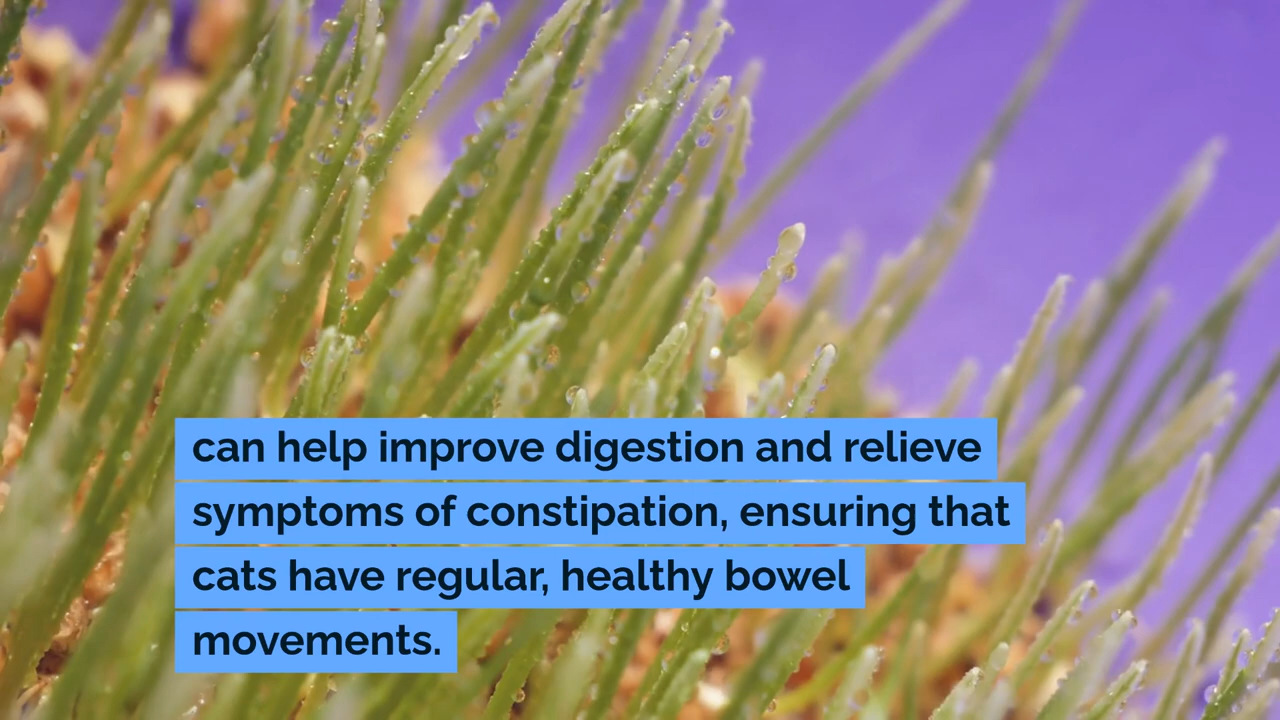 can help improve digestion and relieve
symptoms of constipation, ensuring that
cats have regular, healthy bowel
movements.